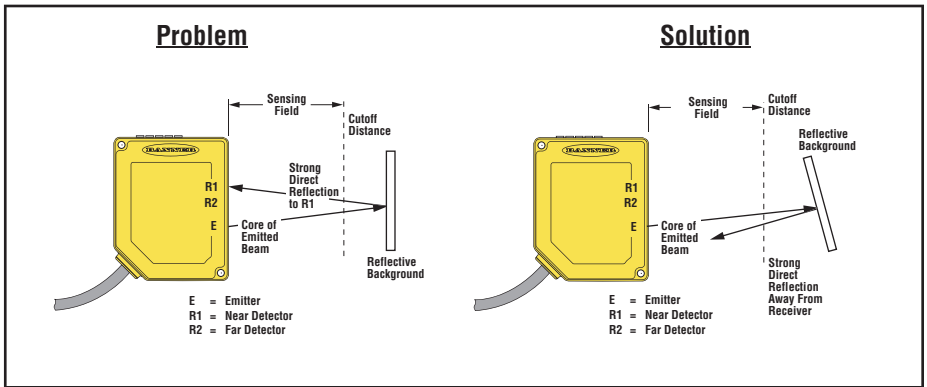 Problem
Sensing
Field
Cutoff
Distance
BANNER
Strong
Direct
Reflection
to R1
R1
R2
E
Core of
Emitted
Beam
Reflective
Background
E = Emitter
R1 = Near Detector
R2 = Far Detector
Solution
Sensing
Field
Cutoff
Distance
Reflective
Background
BANNER
R1
R2
E
Core of
Emitted
Beam
Strong
Direct
Reflection
Away From
Receiver
E = Emitter
R1 = Near Detector
R2 = Far Detector